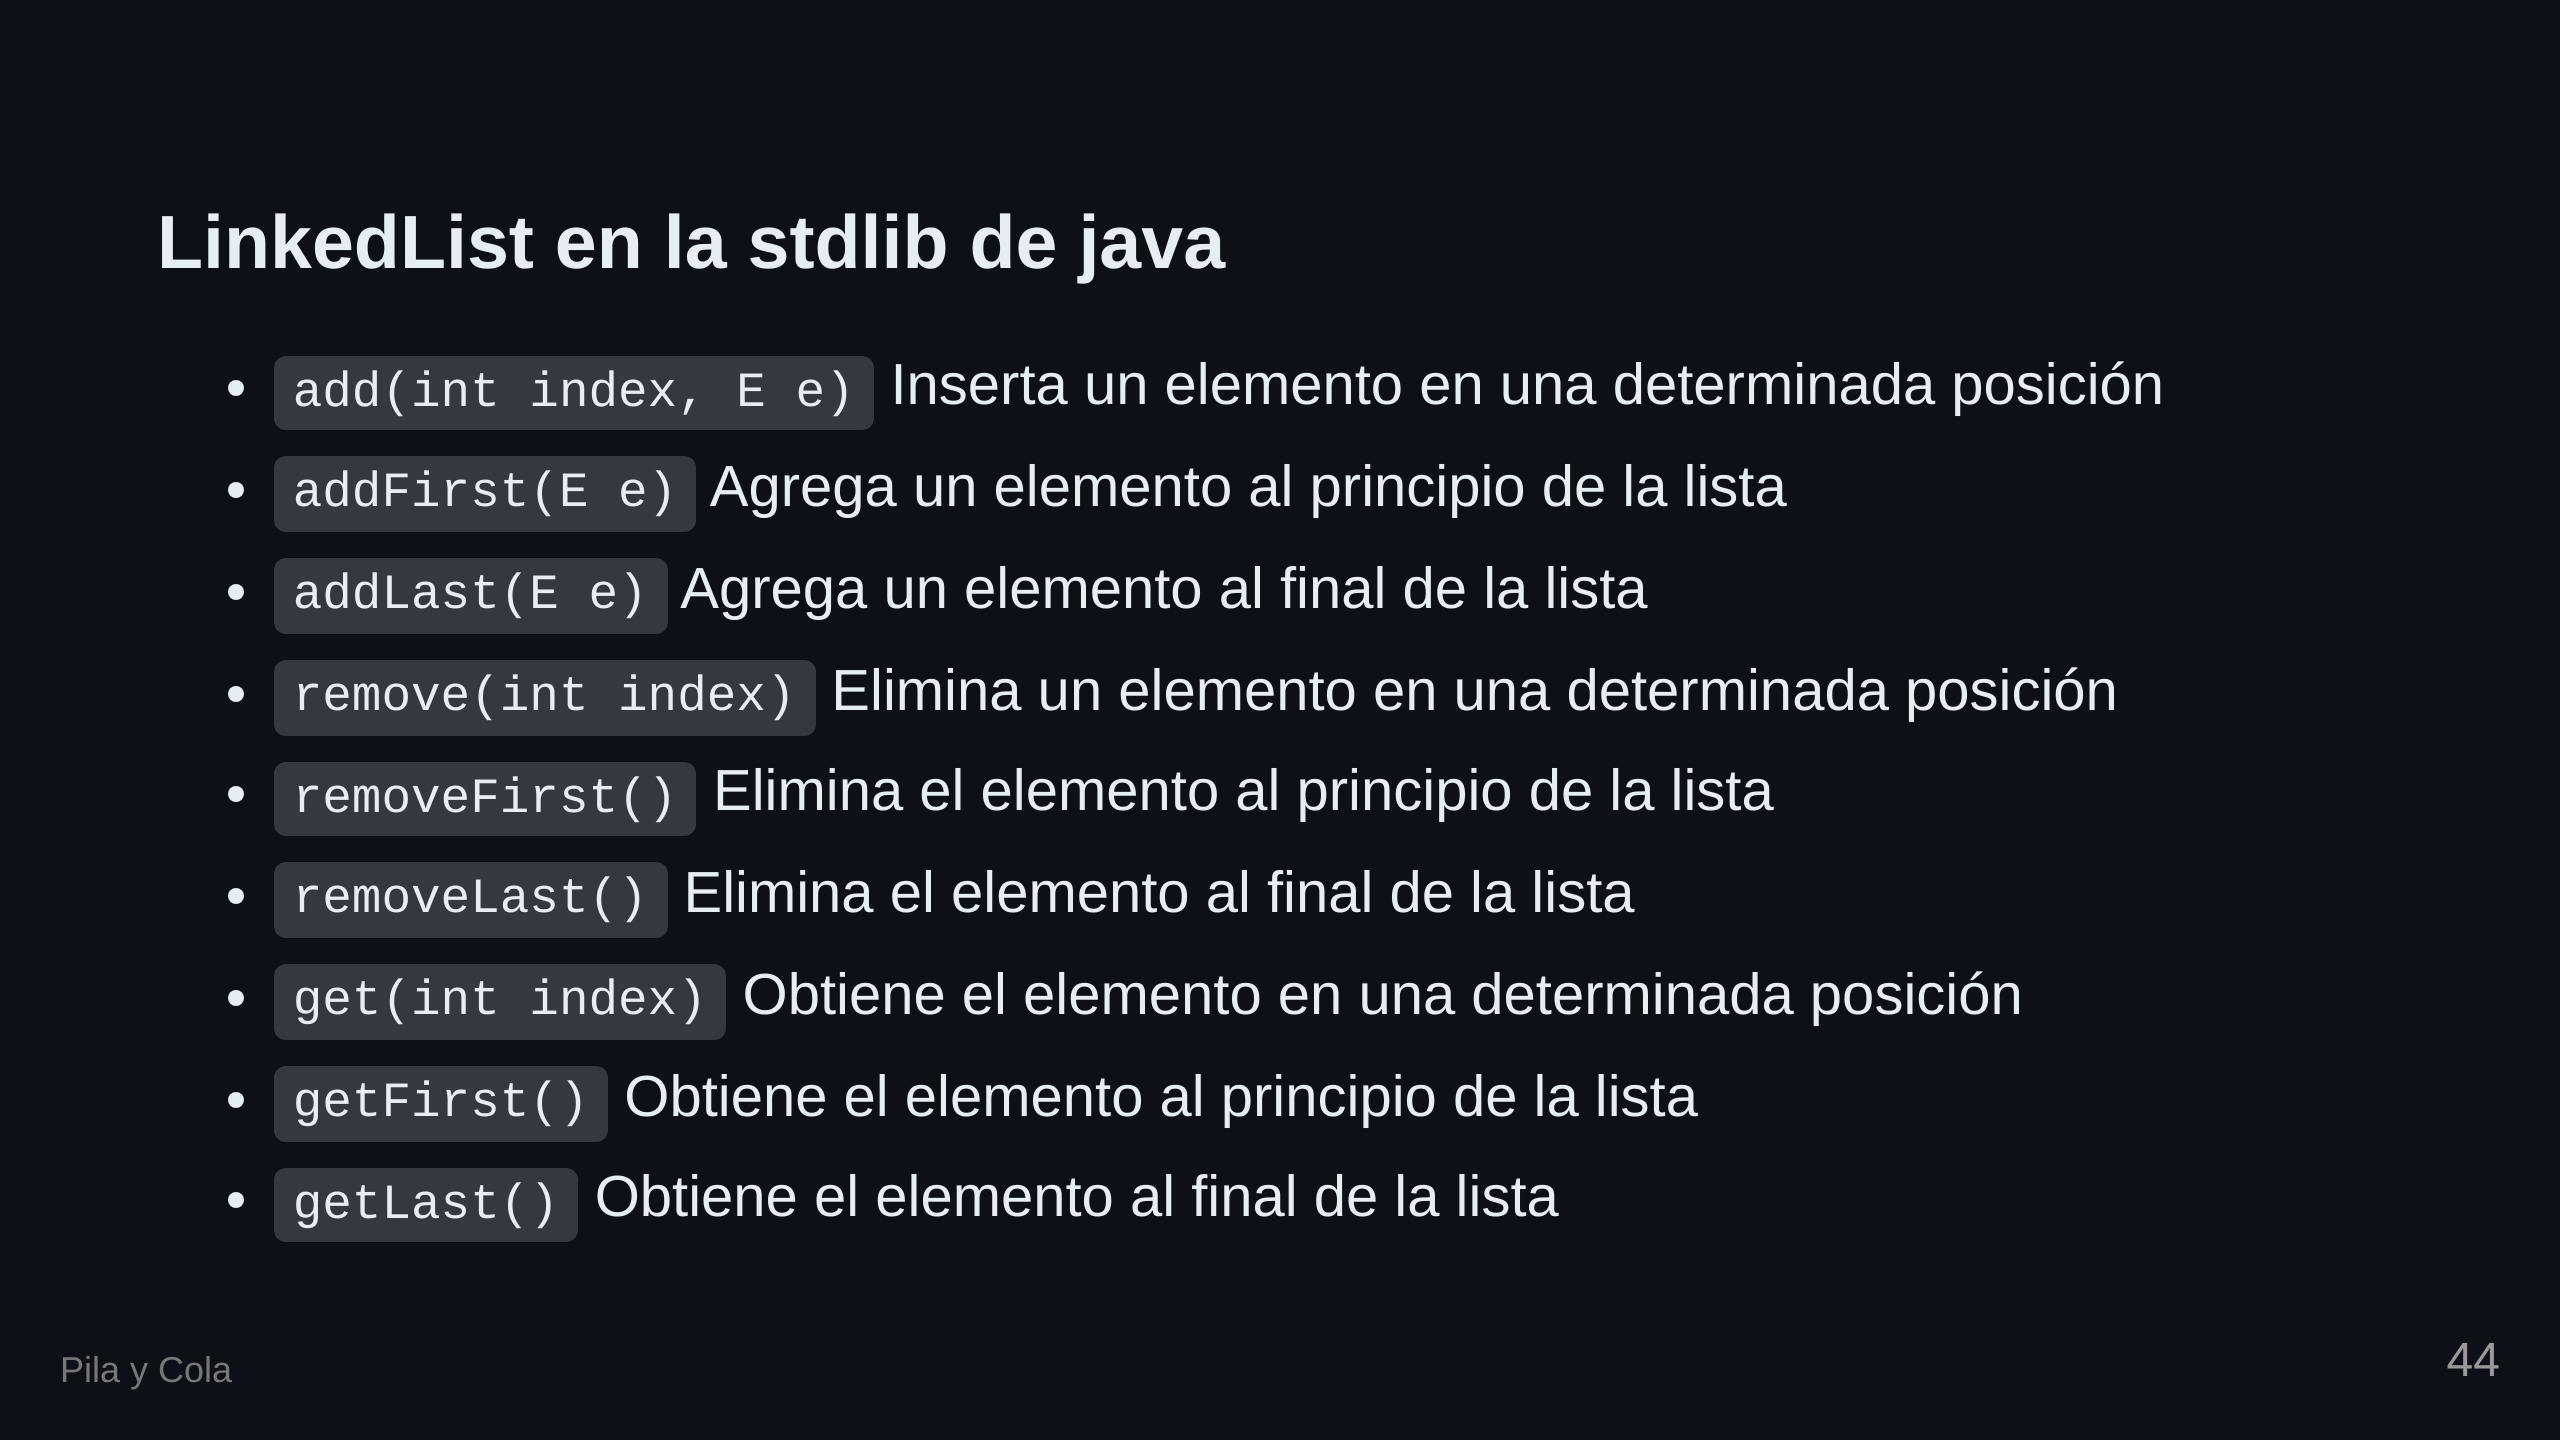 LinkedList en la stdlib de java
• add(int index, E e) Inserta un elemento en una determinada posición
• addFirst(E e) Agrega un elemento al principio de la lista
• addLast(E e) Agrega un elemento al final de la lista
• remove(int index) Elimina un elemento en una determinada posición
• removeFirst() Elimina el elemento al principio de la lista
• removeLast() Elimina el elemento al final de la lista
• get(int index) Obtiene el elemento en una determinada posición
• getFirst() Obtiene el elemento al principio de la lista
• getLast() Obtiene el elemento al final de la lista
Pila y Cola
44